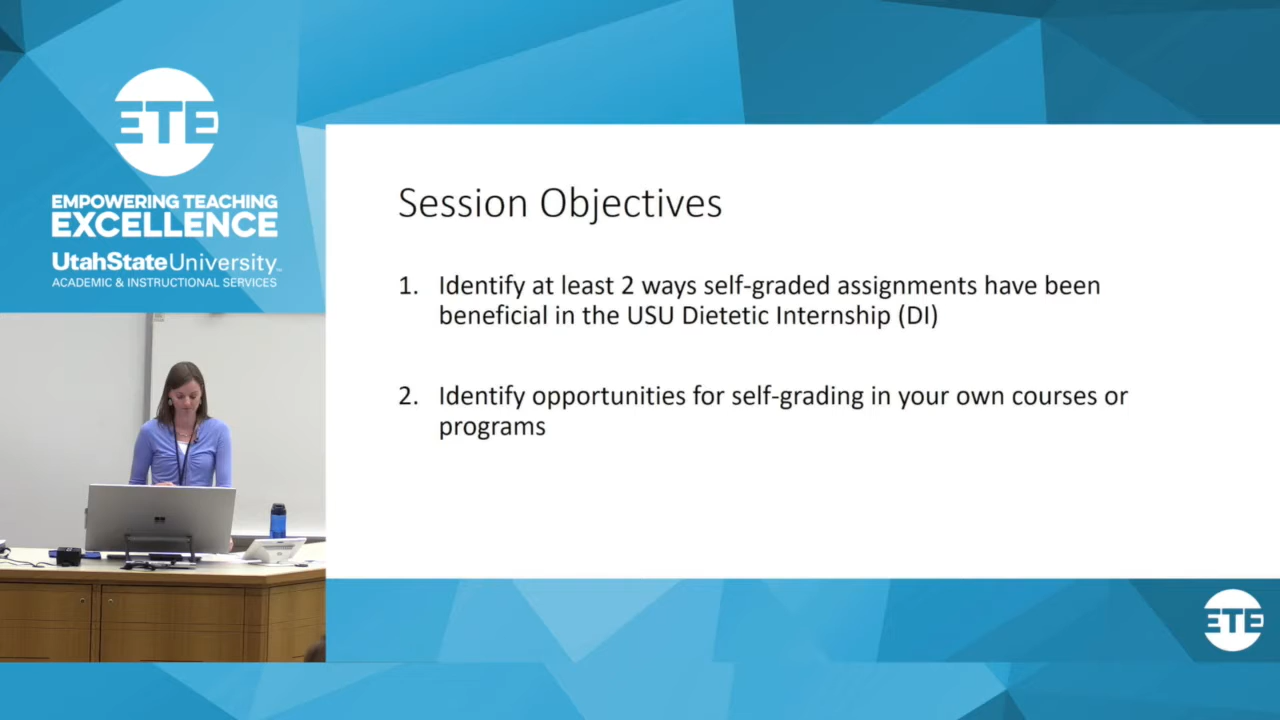 ETE
EMPOWERING TEACHING
EXCELLENCE
UtahStateUniversity™
ACADEMIC & INSTRUCTIONAL SERVICES
Session Objectives
1. Identify at least 2 ways self-graded assignments have been
beneficial in the USU Dietetic Internship (DI)
2. Identify opportunities for self-grading in your own courses or
programs
ETE